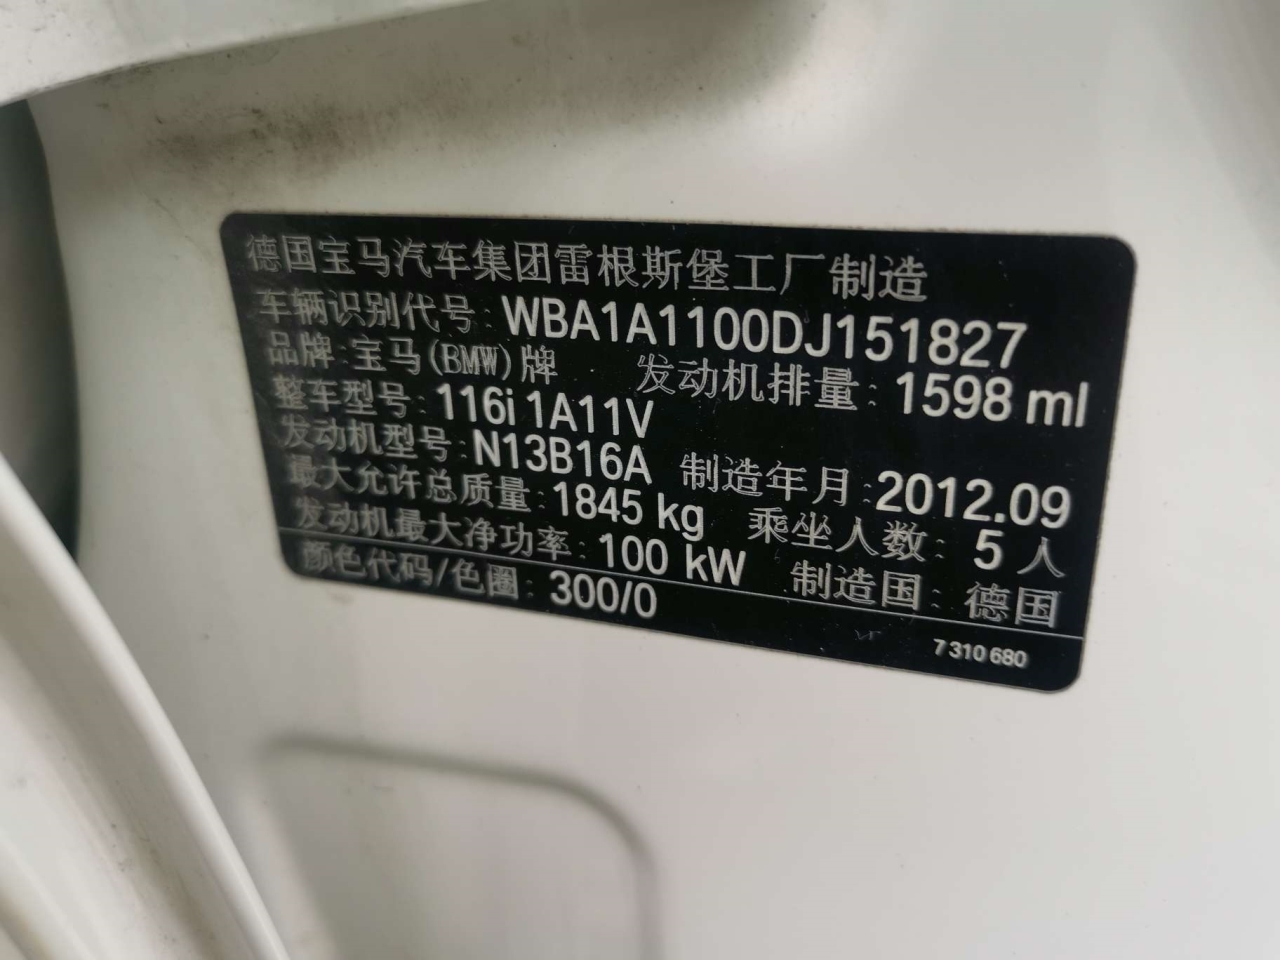 德国宝马汽车集团雷根斯堡工厂制造
车辆识别代号: WBA1A1100DJ151827
品牌: 宝马(BMW)牌 发动机排量: 1598 ml
整车型号: 116i 1A11V
发动机型号: N13B16A 制造年月: 2012.09
最大允许总质量: 1845 kg 乘坐人数: 5 人
发动机最大净功率: 100 kW 制造国: 德国
颜色代码/色圈: 300/0
7 310 680